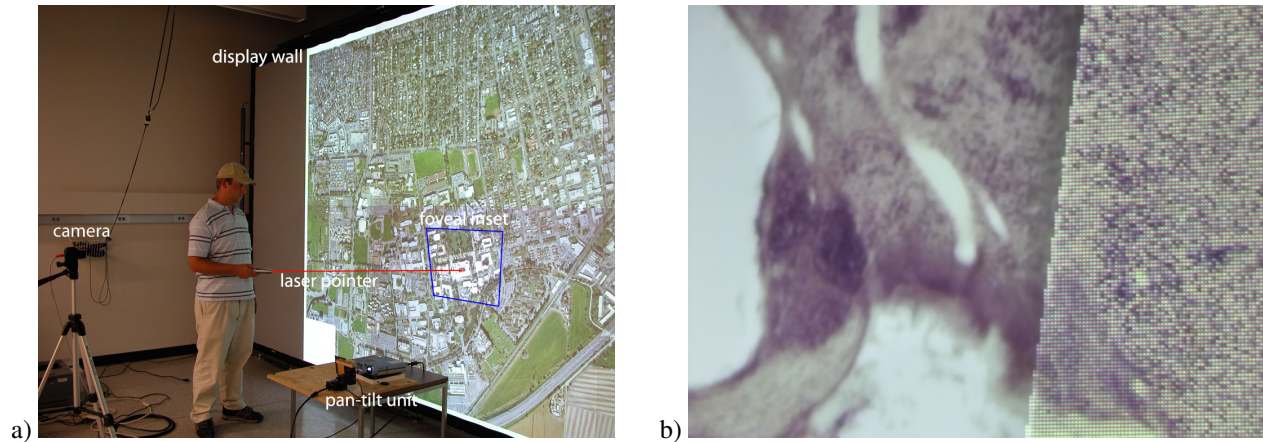 display wall
foveal inset
camera
laser pointer
pan-tilt unit
a)
b)